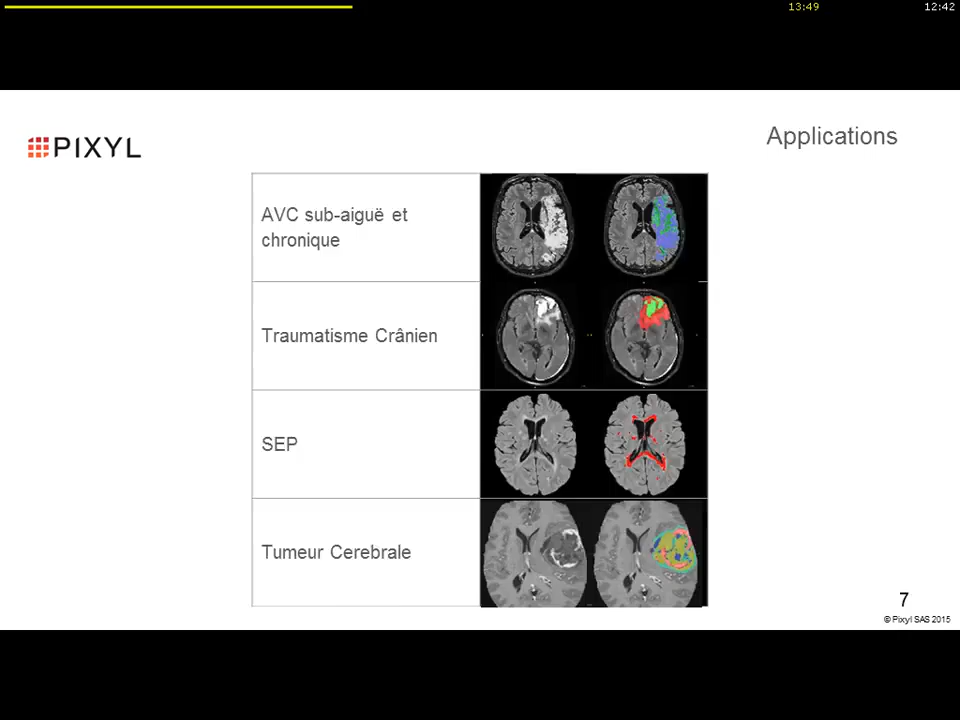 13:49
12:42
PIXYL
Applications
AVC sub-aiguë et
chronique
Traumatisme Crânien
SEP
Tumeur Cerebrale
7
© Pixyl SAS 2015